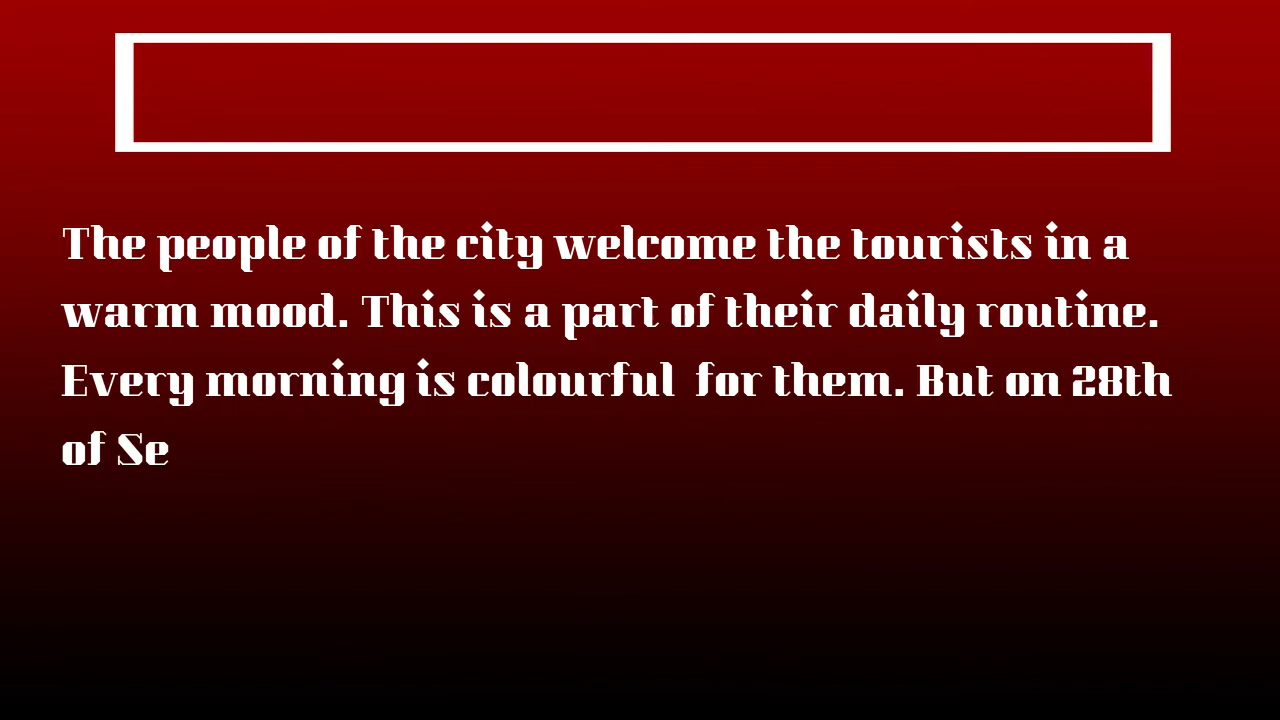 The people of the city welcome the tourists in a
warm mood. This is a part of their daily routine.
Every morning is colourful  for them. But on 28th
of Se